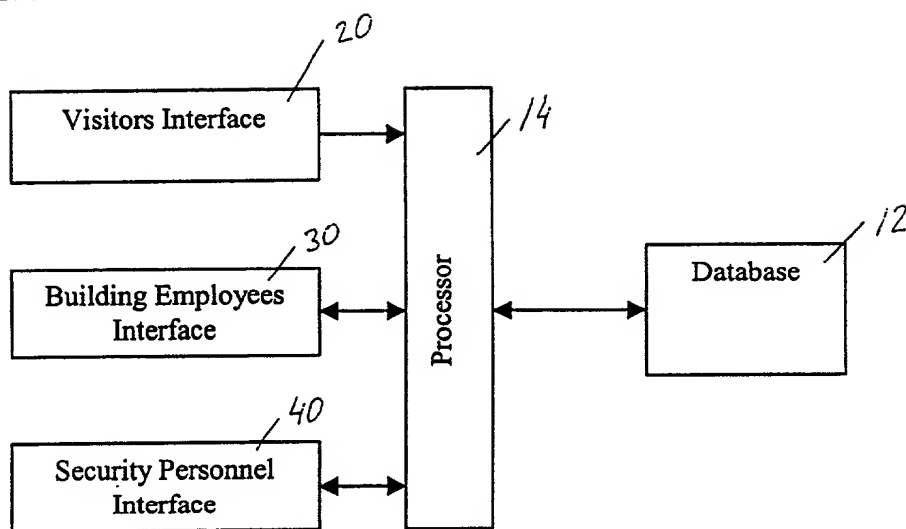 20
Visitors Interface
14
Processor
12
Database
30
Building Employees
Interface
40
Security Personnel
Interface